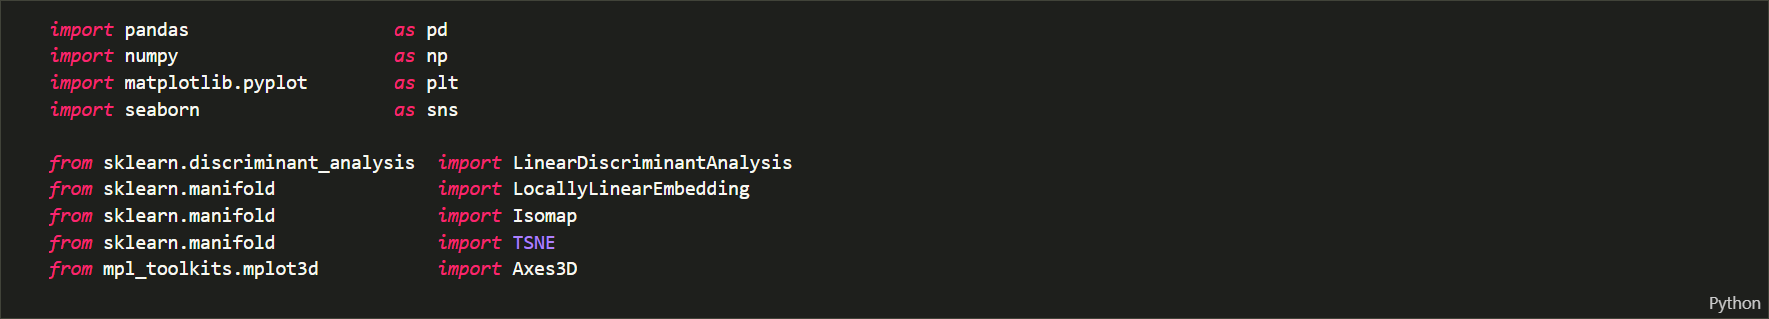 import pandas as pd
import numpy as np
import matplotlib.pyplot as plt
import seaborn as sns
from sklearn.discriminant_analysis import LinearDiscriminantAnalysis
from sklearn.manifold import LocallyLinearEmbedding
from sklearn.manifold import Isomap
from sklearn.manifold import TSNE
from mpl_toolkits.mplot3d import Axes3D
Python